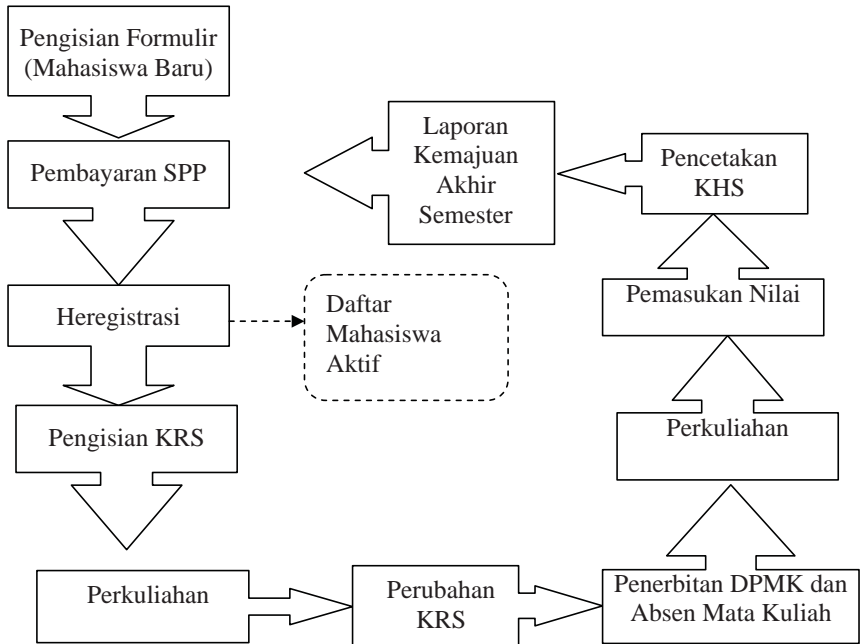 Pengisian Formulir
(Mahasiswa Baru)
Pembayaran SPP
Heregistrasi
Daftar
Mahasiswa
Aktif
Pengisian KRS
Perkuliahan
Perubahan
KRS
Penerbitan DPMK dan
Absen Mata Kuliah
Perkuliahan
Pemasukan Nilai
Pencetakan
KHS
Laporan
Kemajuan
Akhir
Semester